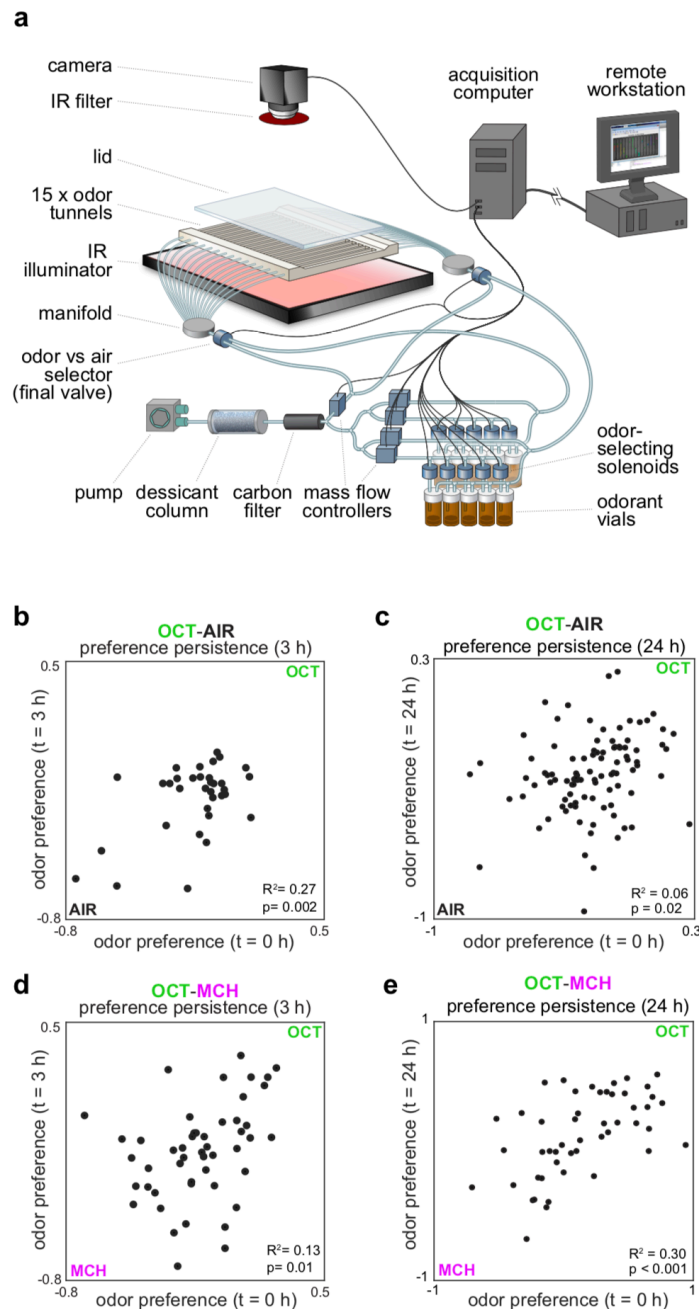 a
camera
IR filter
lid
15 x odor
tunnels
IR
illuminator
manifold
odor vs air
selector
(final valve)
acquisition
computer
remote
workstation
pump
dessicant
column
carbon
filter
mass flow
controllers
odor-
selecting
solenoids
odorant
vials
b
OCT-AIR
preference persistence (3 h)
0.5
OCT
odor preference (t = 3 h)
R²= 0.27
p= 0.002
AIR
-0.8
-0.8
0.5
odor preference (t = 0 h)
c
OCT-AIR
preference persistence (24 h)
0.3
OCT
odor preference (t = 24 h)
R² = 0.06
p = 0.02
AIR
-1
-1
0.3
odor preference (t = 0 h)
d
OCT-MCH
preference persistence (3 h)
0.5
OCT
odor preference (t = 3 h)
R²= 0.13
p= 0.01
MCH
-0.8
-0.8
0.5
odor preference (t = 0 h)
e
OCT-MCH
preference persistence (24 h)
1
OCT
odor preference (t = 24 h)
R² = 0.30
p < 0.001
MCH
-1
-1
1
odor preference (t = 0 h)